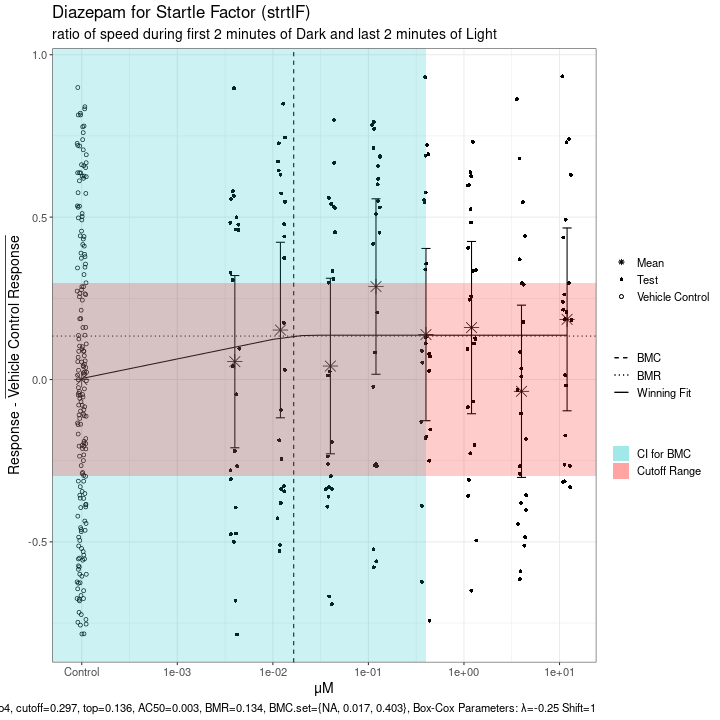 Diazepam for Startle Factor (strtlF)
ratio of speed during first 2 minutes of Dark and last 2 minutes of Light
Response - Vehicle Control Response
1.0
0.5
0.0
-0.5
Control
1e-03
1e-02
1e-01
1e+00
1e+01
μM
Mean
Test
Vehicle Control
BMC
BMR
Winning Fit
CI for BMC
Cutoff Range
o4, cutoff=0.297, top=0.136, AC50=0.003, BMR=0.134, BMC.set={NA, 0.017, 0.403}, Box-Cox Parameters: λ=-0.25 Shift=1